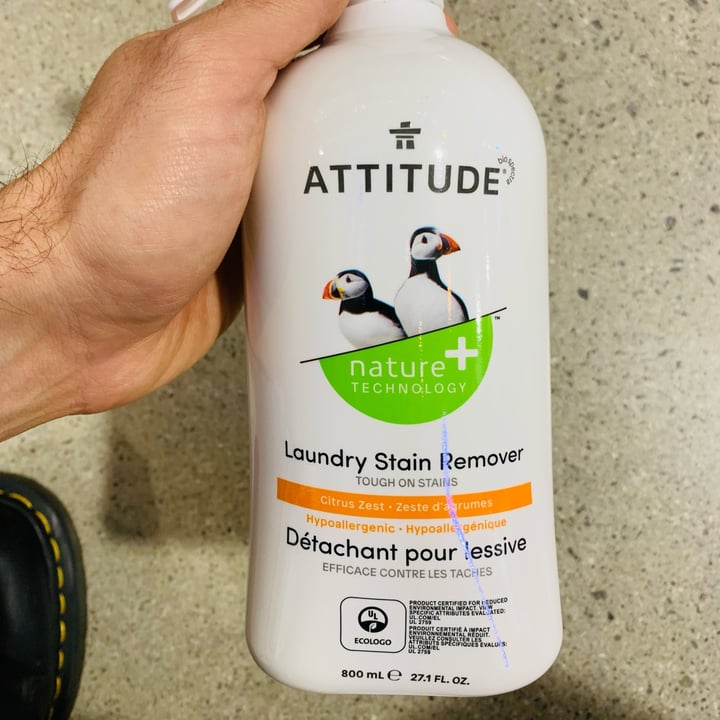 ATTITUDE®
biospectra
nature+
TECHNOLOGY
™
Laundry Stain Remover
TOUGH ON STAINS
Citrus Zest · Zeste d'agrumes
Hypoallergenic · Hypoallergénique
Détachant pour lessive
EFFICACE CONTRE LES TACHES
UL
ECOLOGO
PRODUCT CERTIFIED FOR REDUCED
ENVIRONMENTAL IMPACT. VIEW
SPECIFIC ATTRIBUTES EVALUATED:
UL.COM/EL
UL 2759
PRODUIT CERTIFIÉ À IMPACT
ENVIRONNEMENTAL RÉDUIT.
VEUILLEZ CONSULTER LES
ATTRIBUTS SPÉCIFIQUES ÉVALUÉS:
UL.COM/EL
UL 2759
800 mL ℮ 27.1 FL. OZ.